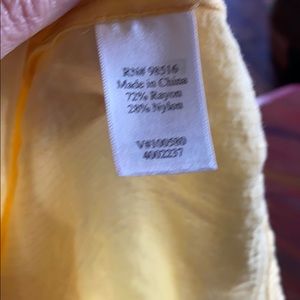 RN# 98516
Made in China
72% Rayon
28% Nylon
V#100580
4002237